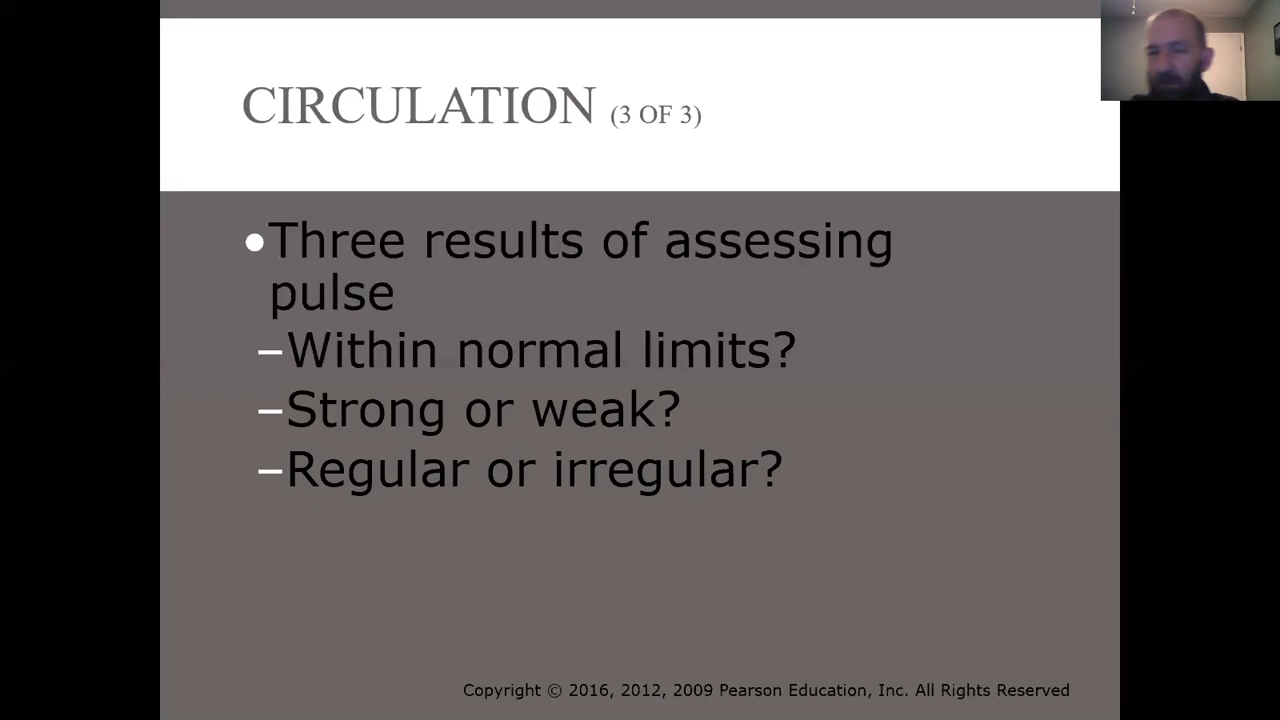 CIRCULATION (3 OF 3)
•Three results of assessing
pulse
–Within normal limits?
–Strong or weak?
–Regular or irregular?
Copyright © 2016, 2012, 2009 Pearson Education, Inc. All Rights Reserved